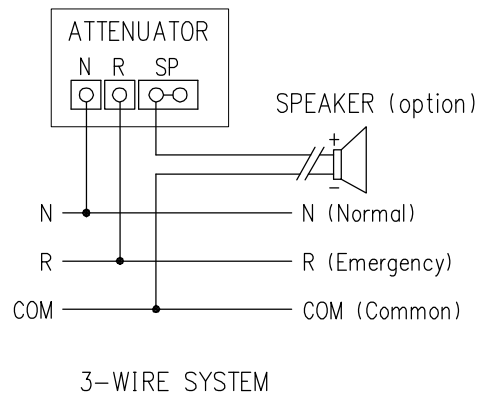 ATTENUATOR
N R SP
SPEAKER (option)
+
−
N N (Normal)
R R (Emergency)
COM COM (Common)
3-WIRE SYSTEM